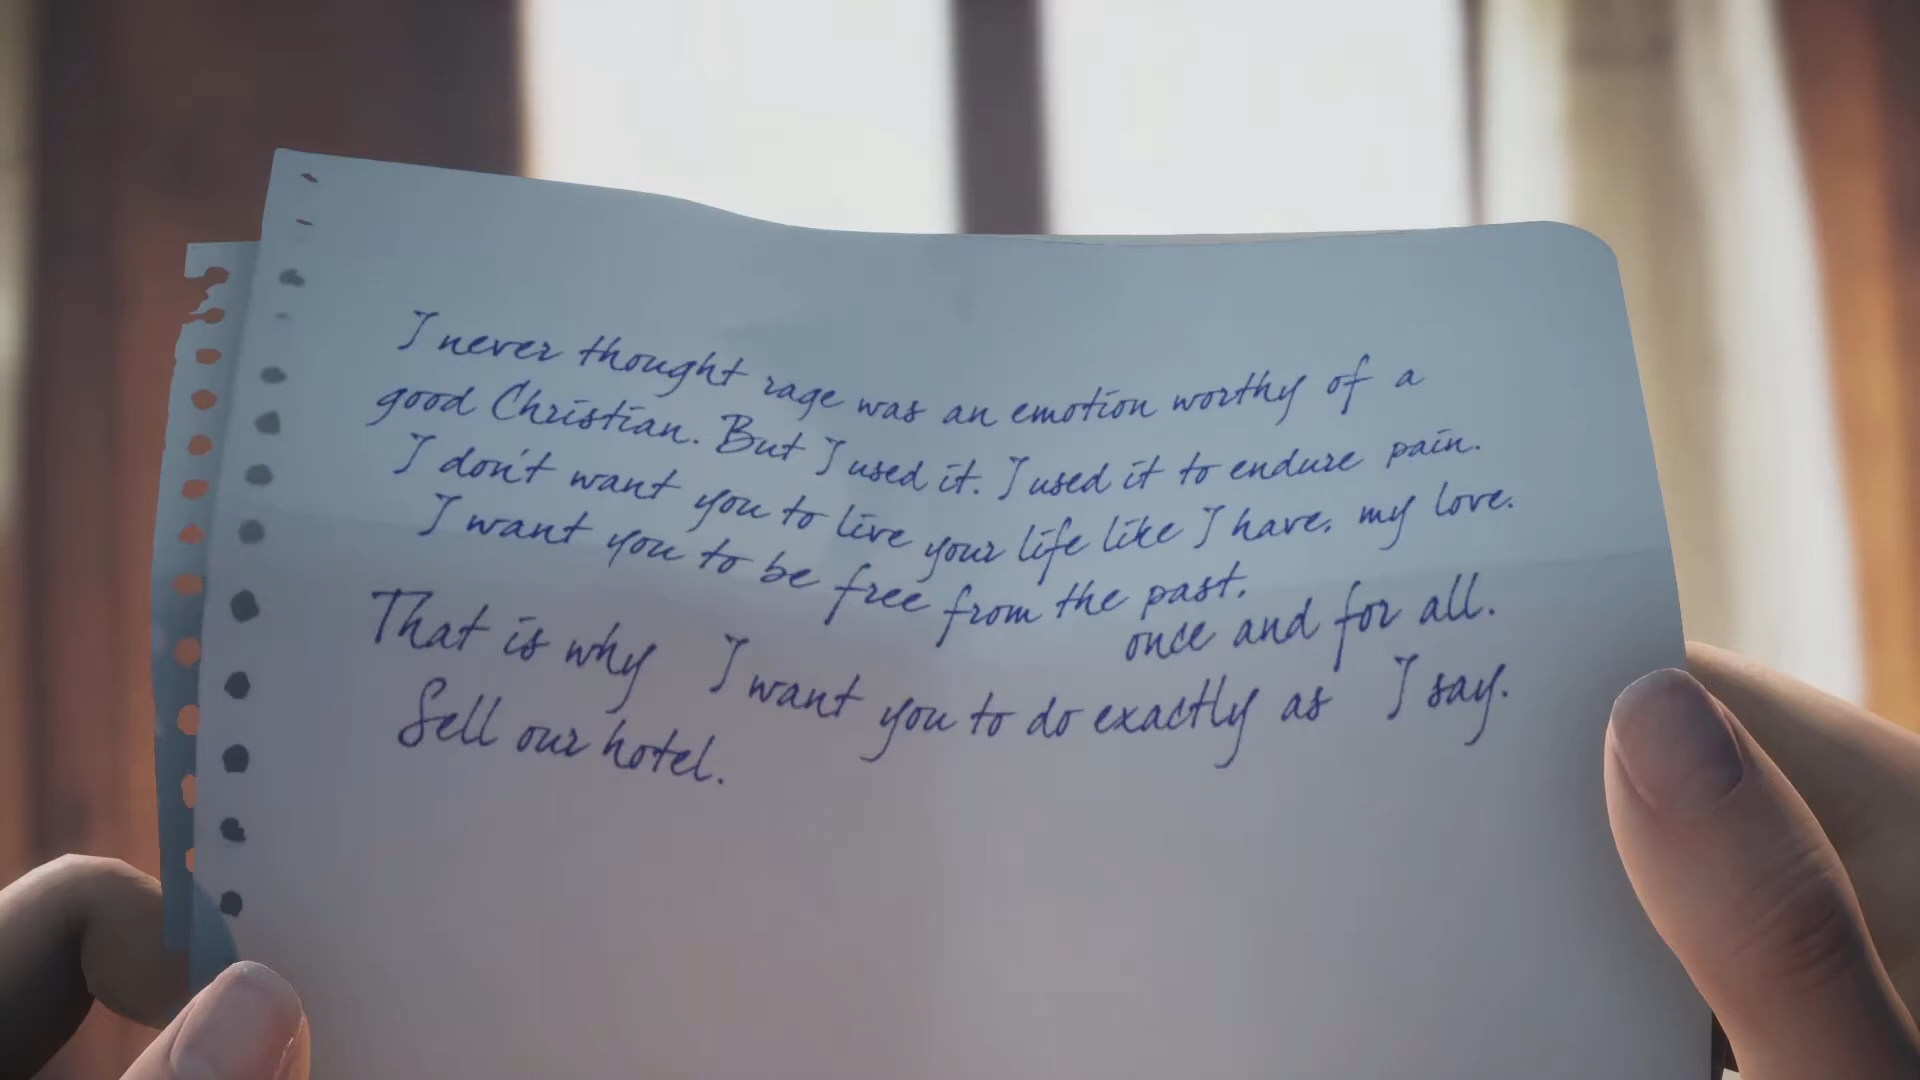 I never thought rage was an emotion worthy of a
good Christian. But I used it. I used it to endure pain.
I don't want you to live your life like I have, my love.
I want you to be free from the past,
once and for all.
That is why I want you to do exactly as I say.
Sell our hotel.